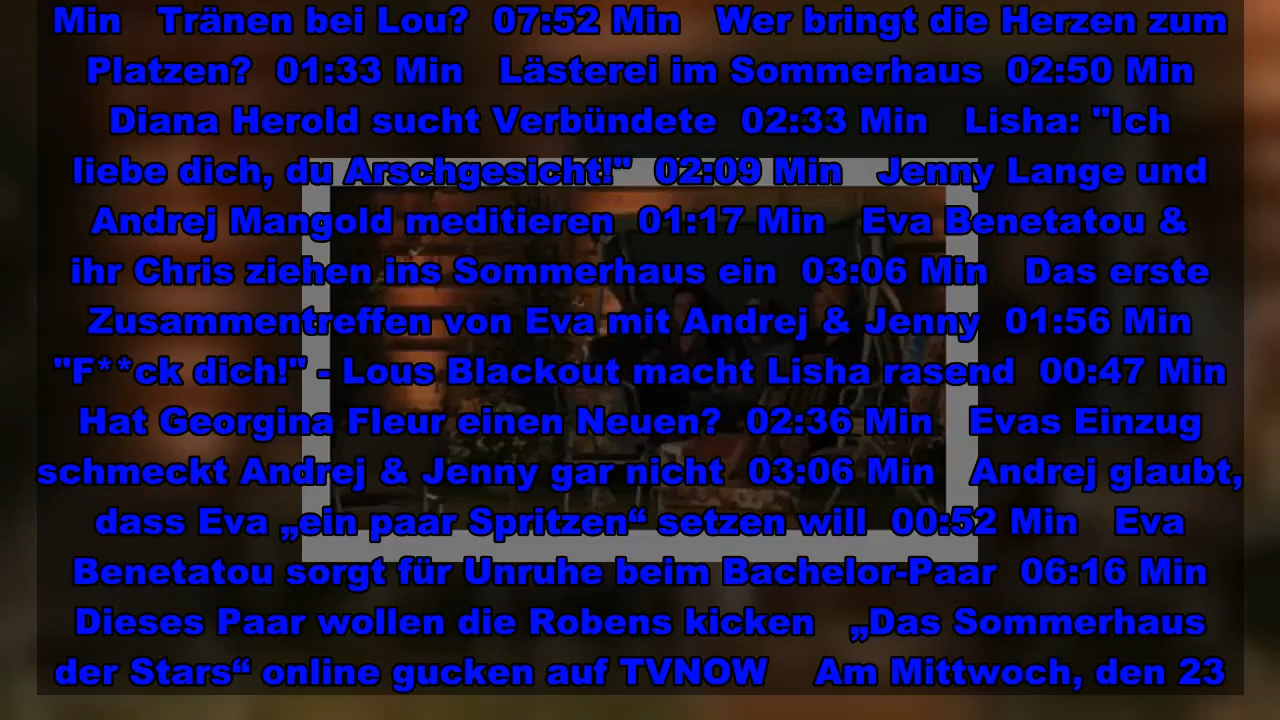 Min Tränen bei Lou? 07:52 Min Wer bringt die Herzen zum
Platzen? 01:33 Min Lästerei im Sommerhaus 02:50 Min
Diana Herold sucht Verbündete 02:33 Min Lisha: "Ich
liebe dich, du Arschgesicht!" 02:09 Min Jenny Lange und
Andrej Mangold meditieren 01:17 Min Eva Benetatou &
ihr Chris ziehen ins Sommerhaus ein 03:06 Min Das erste
Zusammentreffen von Eva mit Andrej & Jenny 01:56 Min
"F**ck dich!" - Lous Blackout macht Lisha rasend 00:47 Min
Hat Georgina Fleur einen Neuen? 02:36 Min Evas Einzug
schmeckt Andrej & Jenny gar nicht 03:06 Min Andrej glaubt,
dass Eva „ein paar Spritzen“ setzen will 00:52 Min Eva
Benetatou sorgt für Unruhe beim Bachelor-Paar 06:16 Min
Dieses Paar wollen die Robens kicken „Das Sommerhaus
der Stars“ online gucken auf TVNOW Am Mittwoch, den 23